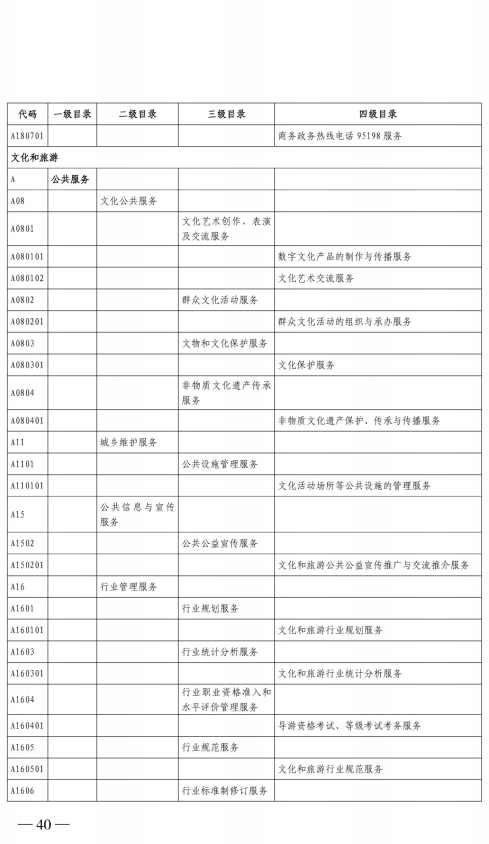 代码 一级目录 二级目录 三级目录 四级目录
A180701 商务政务热线电话 95198 服务
文化和旅游
A 公共服务
A08 文化公共服务
A0801 文化艺术创作、表演
及交流服务
A080101 数字文化产品的制作与传播服务
A080102 文化艺术交流服务
A0802 群众文化活动服务
A080201 群众文化活动的组织与承办服务
A0803 文物和文化保护服务
A080301 文化保护服务
A0804 非物质文化遗产传承
服务
A080401 非物质文化遗产保护、传承与传播服务
A11 城乡维护服务
A1101 公共设施管理服务
A110101 文化活动场所等公共设施的管理服务
A15 公共信息与宣传
服务
A1502 公共公益宣传服务
A150201 文化和旅游公共公益宣传推广与交流推介服务
A16 行业管理服务
A1601 行业规划服务
A160101 文化和旅游行业规划服务
A1603 行业统计分析服务
A160301 文化和旅游行业统计分析服务
A1604 行业职业资格准入和
水平评价管理服务
A160401 导游资格考试、等级考试考务服务
A1605 行业规范服务
A160501 文化和旅游行业规范服务
A1606 行业标准制修订服务
— 40 —